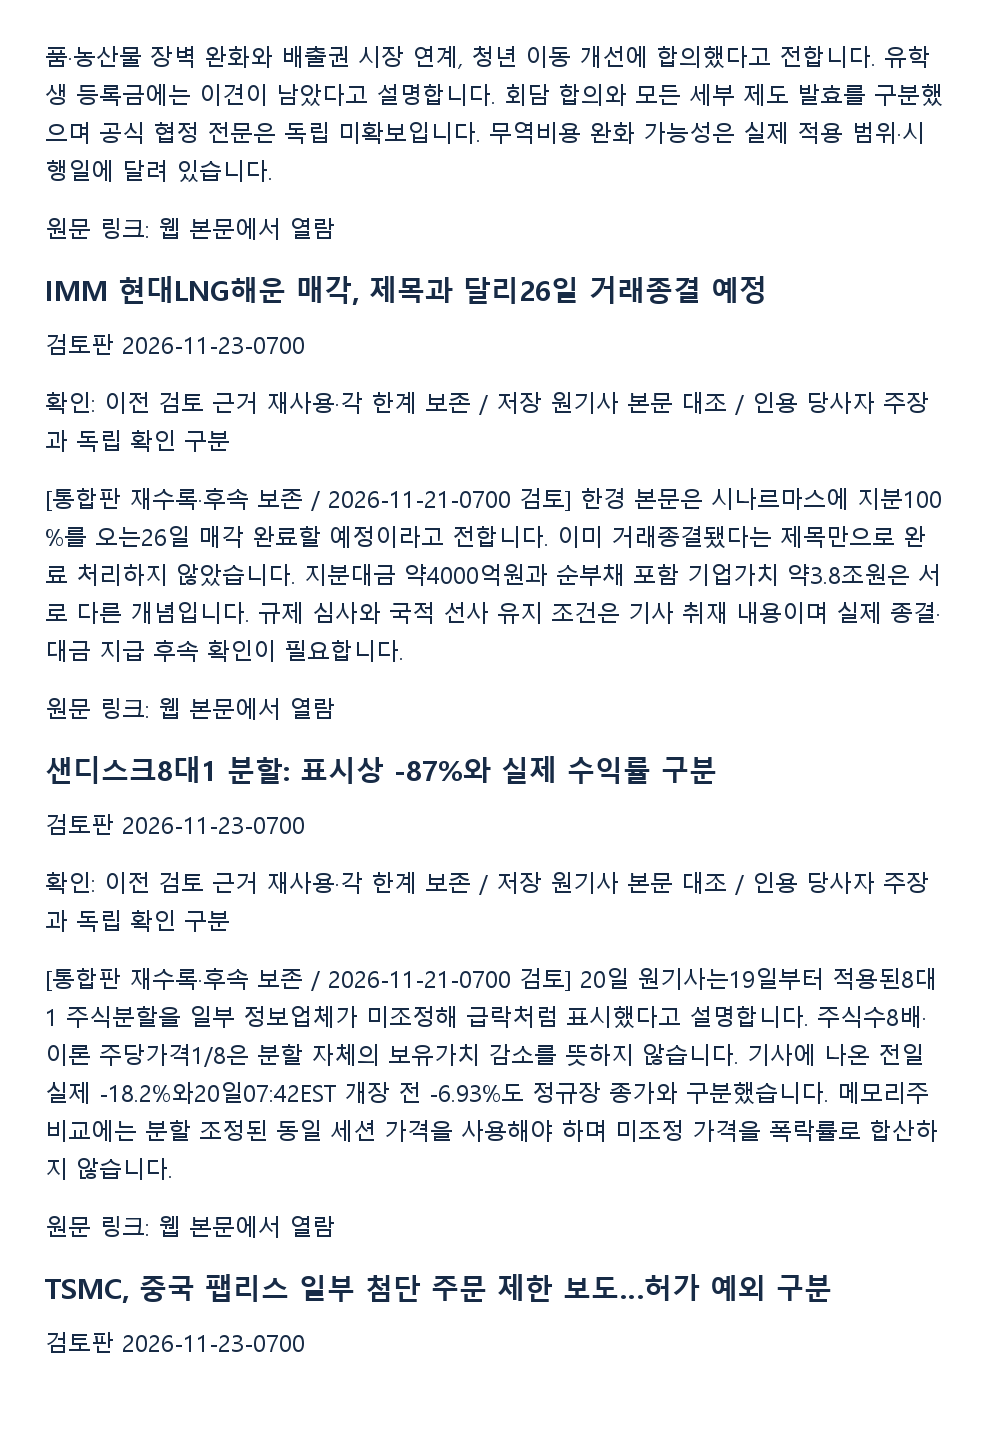 품·농산물 장벽 완화와 배출권 시장 연계, 청년 이동 개선에 합의했다고 전합니다. 유학
생 등록금에는 이견이 남았다고 설명합니다. 회담 합의와 모든 세부 제도 발효를 구분했
으며 공식 협정 전문은 독립 미확보입니다. 무역비용 완화 가능성은 실제 적용 범위·시
행일에 달려 있습니다.
원문 링크: 웹 본문에서 열람
IMM 현대LNG해운 매각, 제목과 달리26일 거래종결 예정
검토판 2026-11-23-0700
확인: 이전 검토 근거 재사용·각 한계 보존 / 저장 원기사 본문 대조 / 인용 당사자 주장
과 독립 확인 구분
[통합판 재수록·후속 보존 / 2026-11-21-0700 검토] 한경 본문은 시나르마스에 지분100
%를 오는26일 매각 완료할 예정이라고 전합니다. 이미 거래종결됐다는 제목만으로 완
료 처리하지 않았습니다. 지분대금 약4000억원과 순부채 포함 기업가치 약3.8조원은 서
로 다른 개념입니다. 규제 심사와 국적 선사 유지 조건은 기사 취재 내용이며 실제 종결·
대금 지급 후속 확인이 필요합니다.
원문 링크: 웹 본문에서 열람
샌디스크8대1 분할: 표시상 -87%와 실제 수익률 구분
검토판 2026-11-23-0700
확인: 이전 검토 근거 재사용·각 한계 보존 / 저장 원기사 본문 대조 / 인용 당사자 주장
과 독립 확인 구분
[통합판 재수록·후속 보존 / 2026-11-21-0700 검토] 20일 원기사는19일부터 적용된8대
1 주식분할을 일부 정보업체가 미조정해 급락처럼 표시했다고 설명합니다. 주식수8배·
이론 주당가격1/8은 분할 자체의 보유가치 감소를 뜻하지 않습니다. 기사에 나온 전일
실제 -18.2%와20일07:42EST 개장 전 -6.93%도 정규장 종가와 구분했습니다. 메모리주
비교에는 분할 조정된 동일 세션 가격을 사용해야 하며 미조정 가격을 폭락률로 합산하
지 않습니다.
원문 링크: 웹 본문에서 열람
TSMC, 중국 팹리스 일부 첨단 주문 제한 보도...허가 예외 구분
검토판 2026-11-23-0700